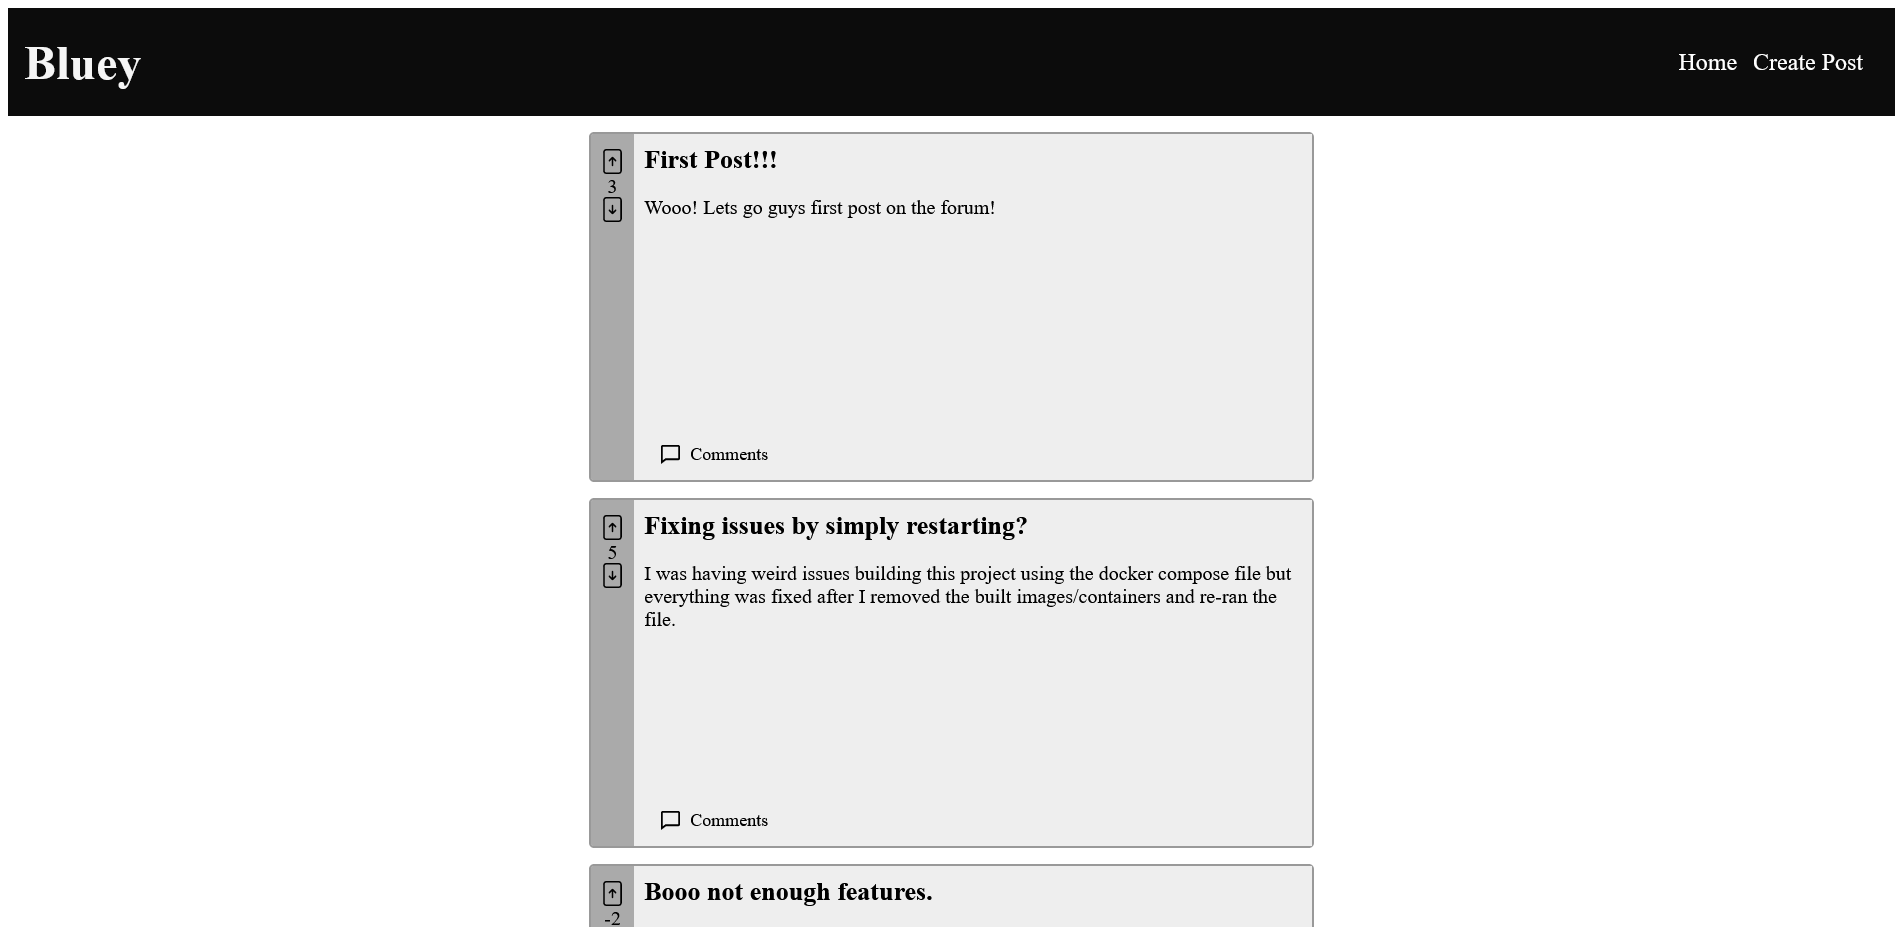 Bluey
Home Create Post
First Post!!!
3
Wooo! Lets go guys first post on the forum!
Comments
Fixing issues by simply restarting?
5
I was having weird issues building this project using the docker compose file but
everything was fixed after I removed the built images/containers and re-ran the
file.
Comments
Booo not enough features.
-2